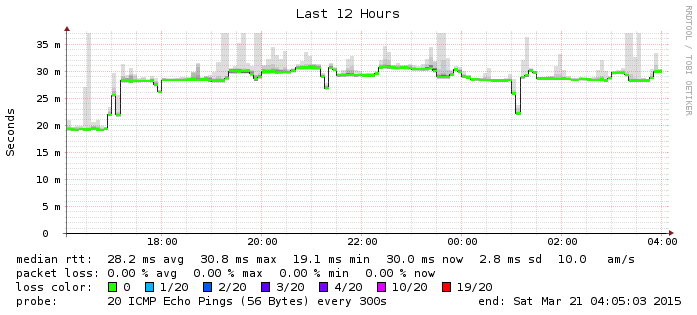 Last 12 Hours
RRDTOOL / TOBI OETIKER
Seconds
35 m
30 m
25 m
20 m
15 m
10 m
5 m
0
18:00 20:00 22:00 00:00 02:00 04:00
median rtt: 28.2 ms avg 30.8 ms max 19.1 ms min 30.0 ms now 2.8 ms sd 10.0 am/s
packet loss: 0.00 % avg 0.00 % max 0.00 % min 0.00 % now
loss color: 0 1/20 2/20 3/20 4/20 10/20 19/20
probe: 20 ICMP Echo Pings (56 Bytes) every 300s end: Sat Mar 21 04:05:03 2015